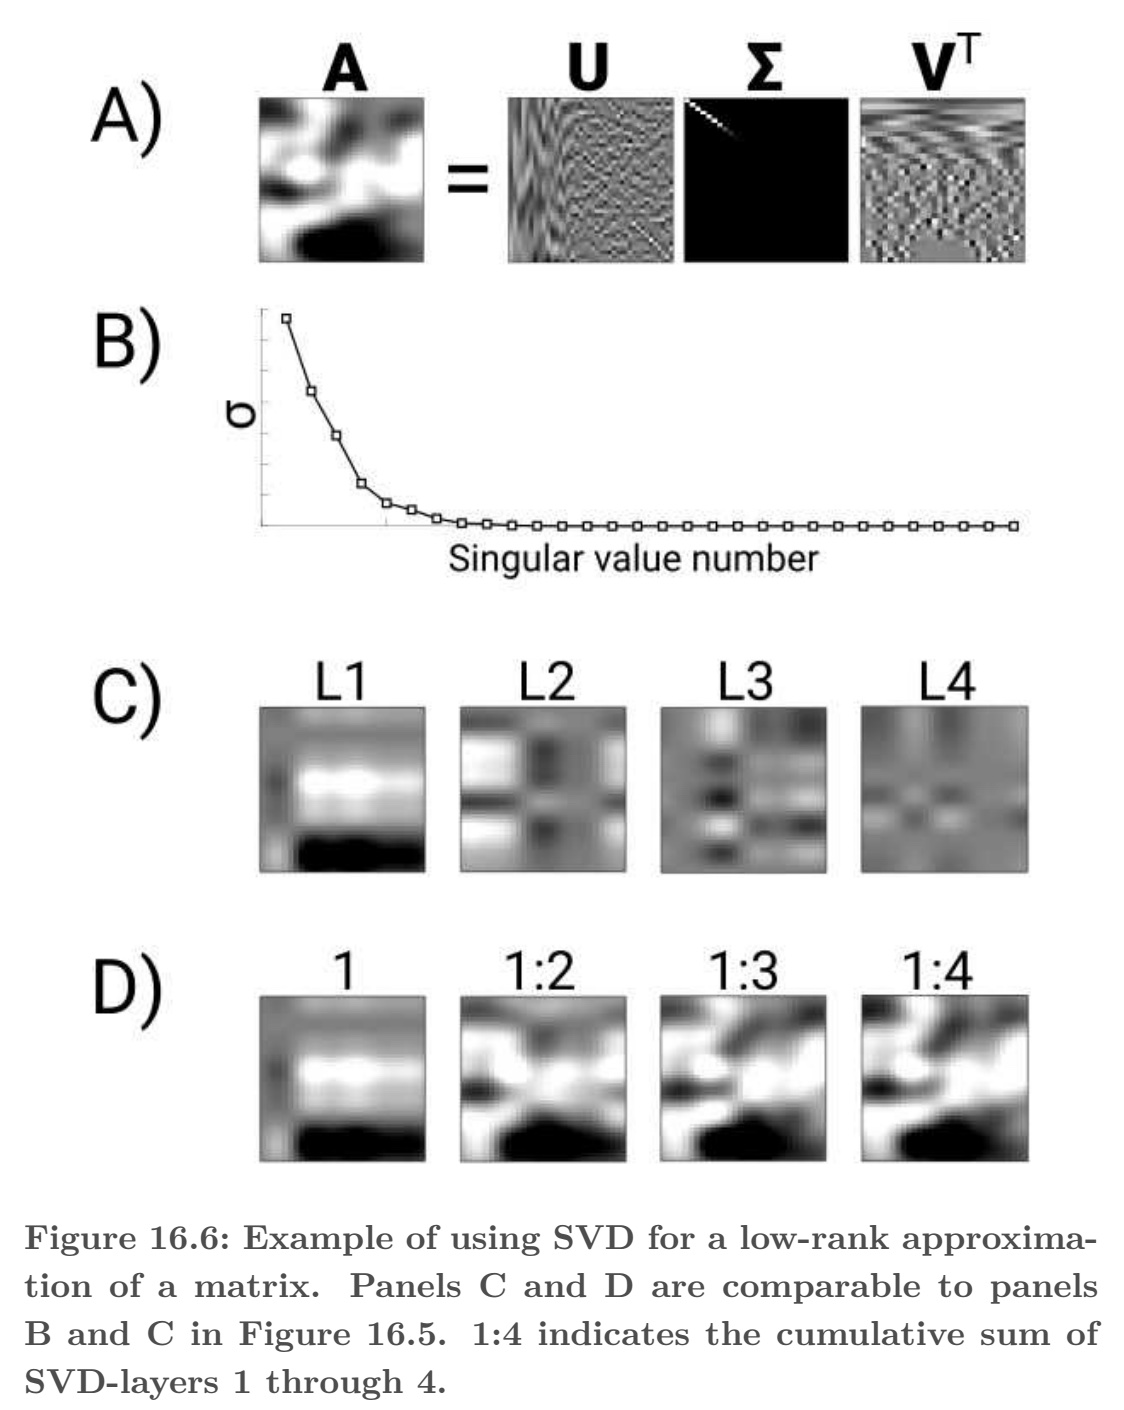 A U Σ V^T
A) =
B)
σ
Singular value number
C) L1 L2 L3 L4
D) 1 1:2 1:3 1:4
Figure 16.6: Example of using SVD for a low-rank approxima-
tion of a matrix. Panels C and D are comparable to panels
B and C in Figure 16.5. 1:4 indicates the cumulative sum of
SVD-layers 1 through 4.